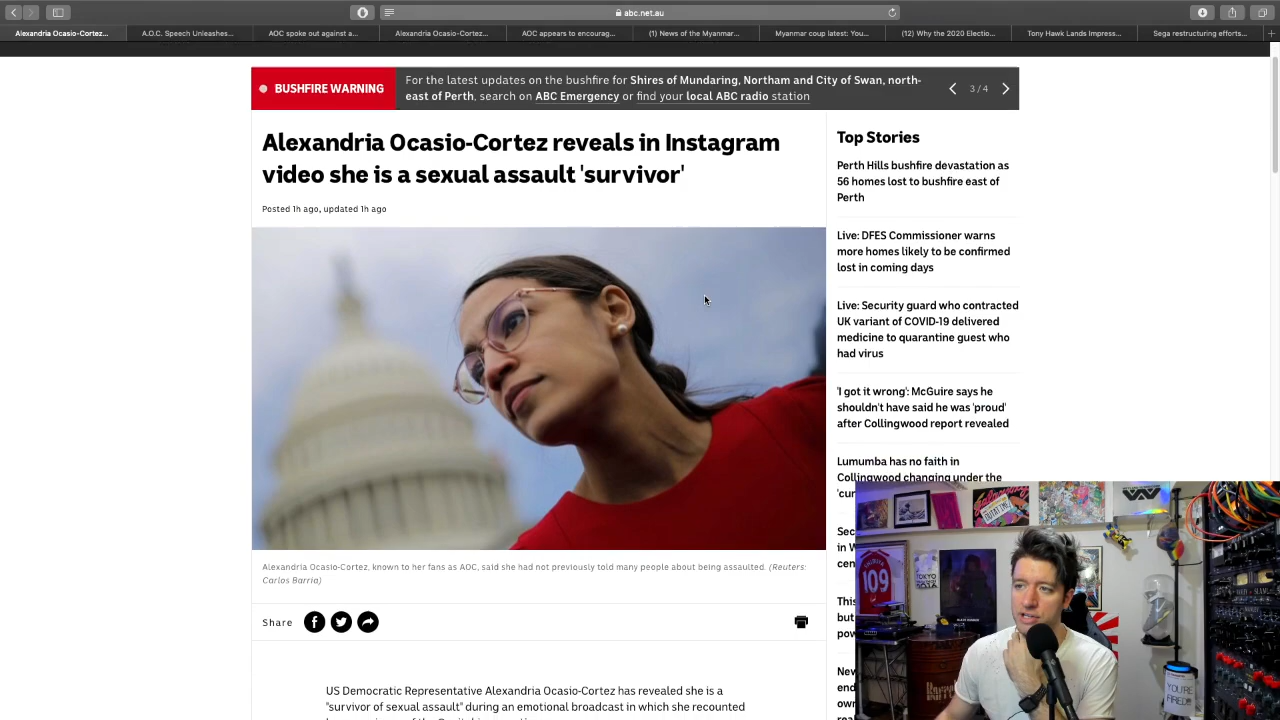 abc.net.au
Alexandria Ocasio-Cortez...
A.O.C. Speech Unleashes...
AOC spoke out against a...
Alexandria Ocasio-Cortez...
AOC appears to encourag...
(1) News of the Myanmar...
Myanmar coup latest: You...
(12) Why the 2020 Electio...
Tony Hawk Lands Impress...
Sega restructuring efforts...
BUSHFIRE WARNING
For the latest updates on the bushfire for Shires of Mundaring, Northam and City of Swan, north-
east of Perth, search on ABC Emergency or find your local ABC radio station
3 / 4
Alexandria Ocasio-Cortez reveals in Instagram
video she is a sexual assault 'survivor'
Posted 1h ago, updated 1h ago
Alexandria Ocasio-Cortez, known to her fans as AOC, said she had not previously told many people about being assaulted. (Reuters:
Carlos Barria)
Share
US Democratic Representative Alexandria Ocasio-Cortez has revealed she is a
"survivor of sexual assault" during an emotional broadcast in which she recounted
Top Stories
Perth Hills bushfire devastation as
56 homes lost to bushfire east of
Perth
Live: DFES Commissioner warns
more homes likely to be confirmed
lost in coming days
Live: Security guard who contracted
UK variant of COVID-19 delivered
medicine to quarantine guest who
had virus
'I got it wrong': McGuire says he
shouldn't have said he was 'proud'
after Collingwood report revealed
Lumumba has no faith in
Collingwood changing under the
'cur
Sec
in W
cen
This
but
pow
New
end
own
109
TOKYO
YOU'RE
FIRED